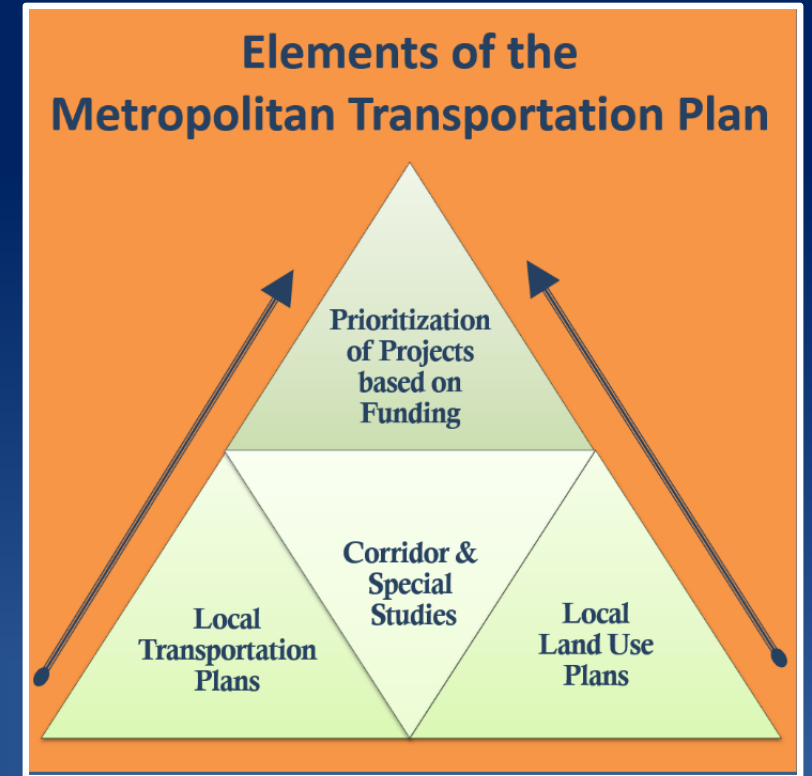 Elements of the
Metropolitan Transportation Plan
Prioritization
of Projects
based on
Funding
Corridor &
Special
Studies
Local
Transportation
Plans
Local
Land Use
Plans